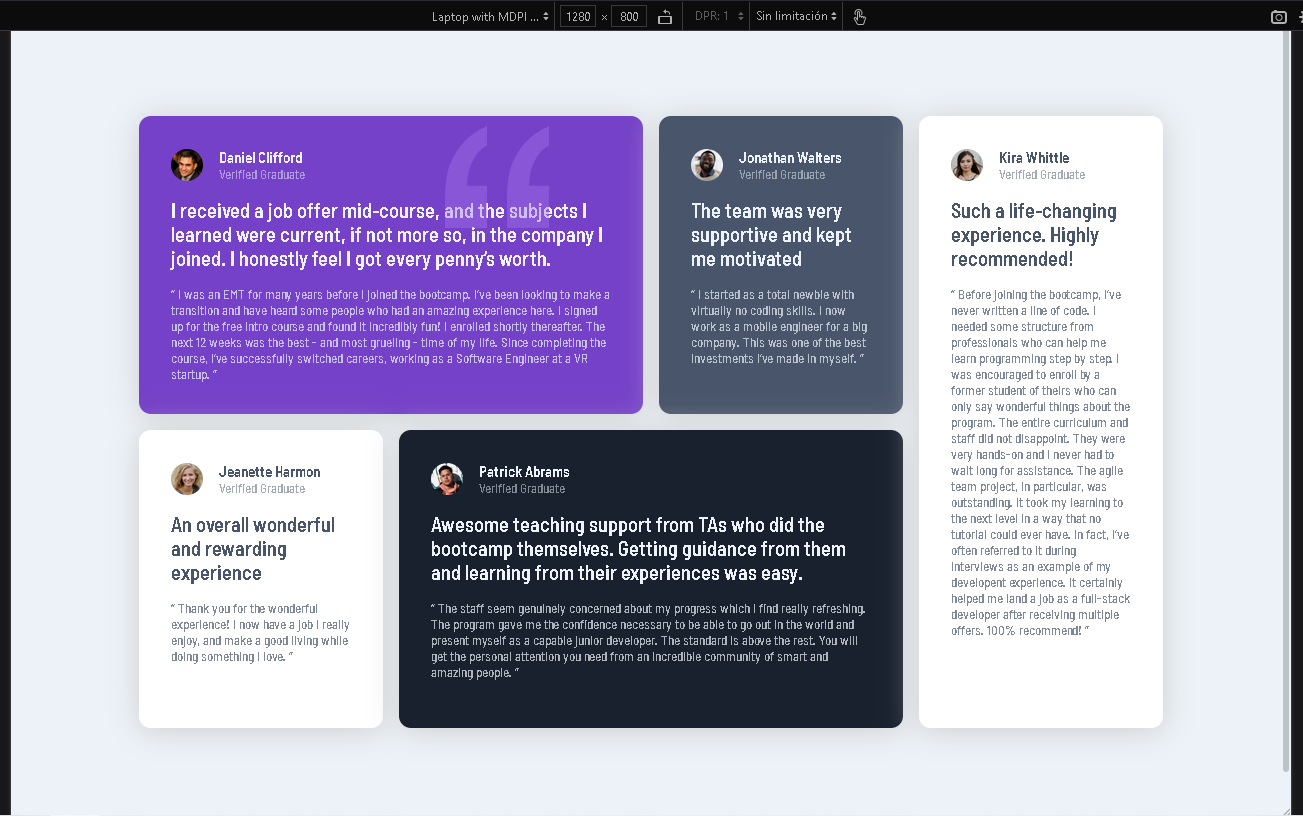 Laptop with MDPI ... 1280 × 800 DPR: 1 Sin limitación
Daniel Clifford
Verified Graduate
I received a job offer mid-course, and the subjects I
learned were current, if not more so, in the company I
joined. I honestly feel I got every penny’s worth.
“ I was an EMT for many years before I joined the bootcamp. I’ve been looking to make a
transition and have heard some people who had an amazing experience here. I signed
up for the free intro course and found it incredibly fun! I enrolled shortly thereafter. The
next 12 weeks was the best - and most grueling - time of my life. Since completing the
course, I’ve successfully switched careers, working as a Software Engineer at a VR
startup. ”
Jonathan Walters
Verified Graduate
The team was very
supportive and kept
me motivated
“ I started as a total newbie with
virtually no coding skills. I now
work as a mobile engineer for a big
company. This was one of the best
investments I’ve made in myself. ”
Kira Whittle
Verified Graduate
Such a life-changing
experience. Highly
recommended!
“ Before joining the bootcamp, I’ve
never written a line of code. I
needed some structure from
professionals who can help me
learn programming step by step. I
was encouraged to enroll by a
former student of theirs who can
only say wonderful things about the
program. The entire curriculum and
staff did not disappoint. They were
very hands-on and I never had to
wait long for assistance. The agile
team project, in particular, was
outstanding. It took my learning to
the next level in a way that no
tutorial could ever have. In fact, I’ve
often referred to it during
interviews as an example of my
developent experience. It certainly
helped me land a job as a full-stack
developer after receiving multiple
offers. 100% recommend! ”
Jeanette Harmon
Verified Graduate
An overall wonderful
and rewarding
experience
“ Thank you for the wonderful
experience! I now have a job I really
enjoy, and make a good living while
doing something I love. ”
Patrick Abrams
Verified Graduate
Awesome teaching support from TAs who did the
bootcamp themselves. Getting guidance from them
and learning from their experiences was easy.
“ The staff seem genuinely concerned about my progress which I find really refreshing.
The program gave me the confidence necessary to be able to go out in the world and
present myself as a capable junior developer. The standard is above the rest. You will
get the personal attention you need from an incredible community of smart and
amazing people. ”